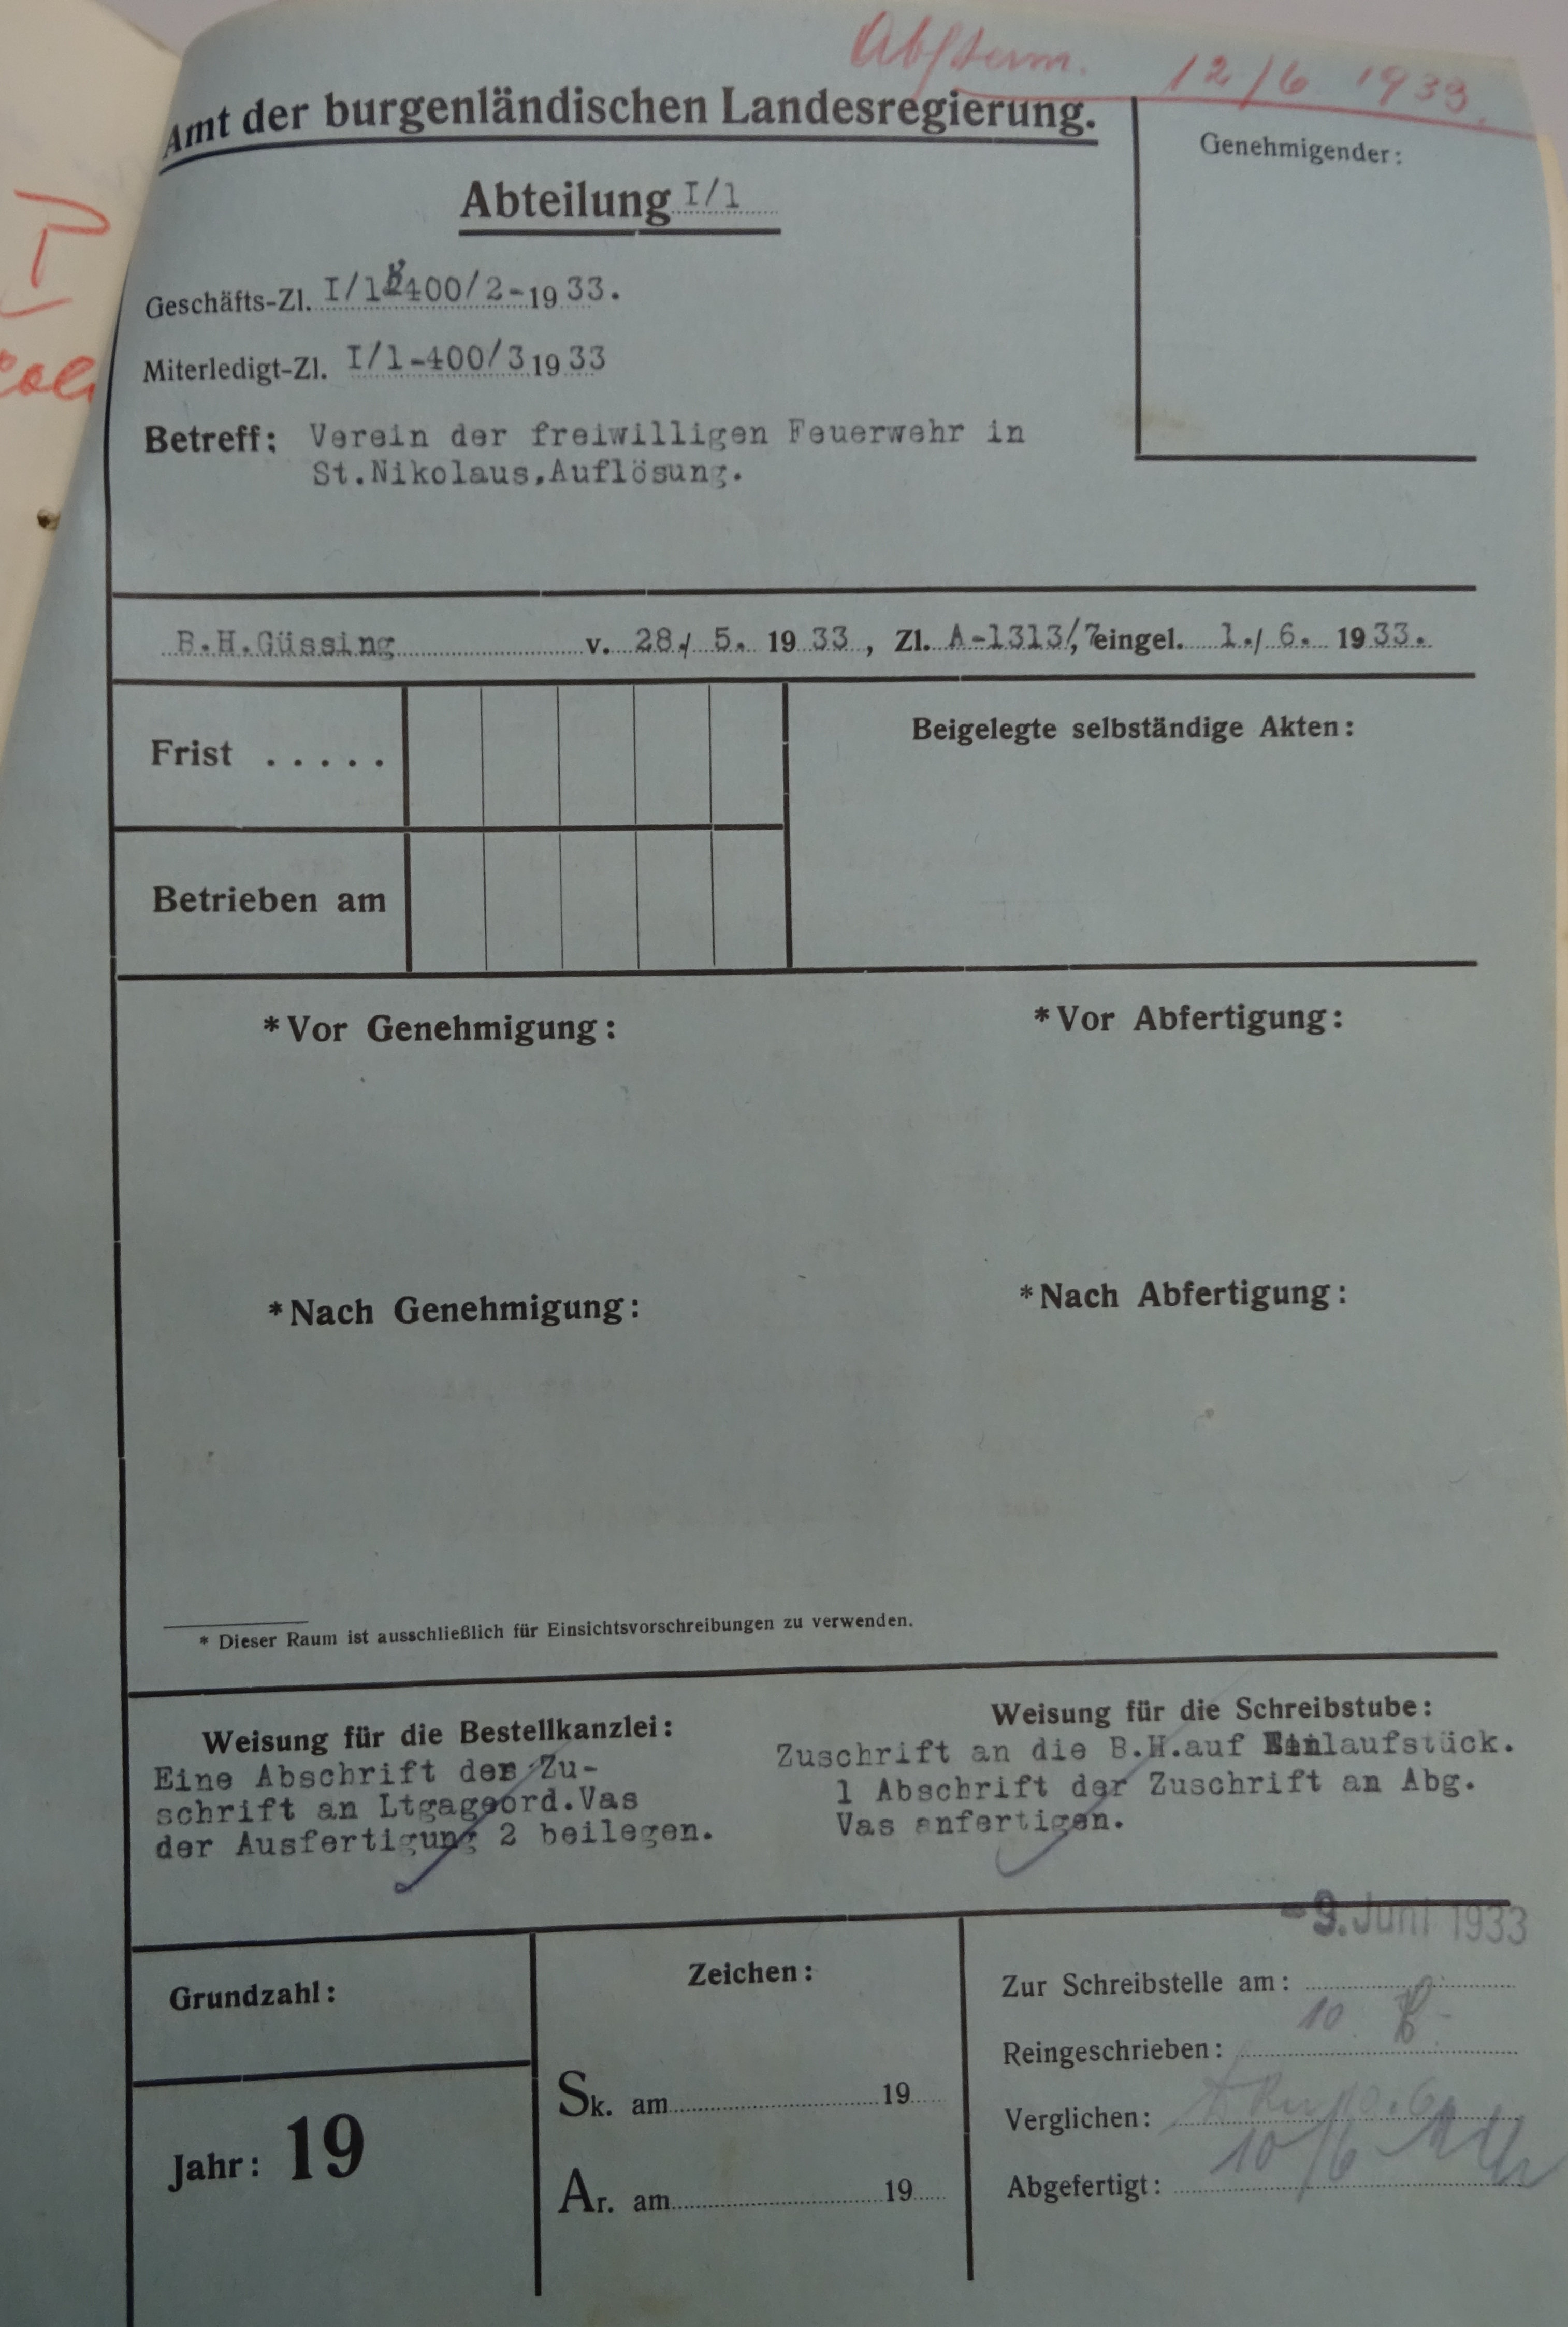 12/6 1933.
Amt der burgenländischen Landesregierung.
Genehmigender:
Abteilung I/1
Geschäfts-Zl. I/1 400/2-1933.
Miterledigt-Zl. I/1-400/3 1933
Betreff: Verein der freiwilligen Feuerwehr in
St.Nikolaus,Auflösung.
B.H.Güssing v. 28./ 5. 1933, Zl. A-1313/7, eingel. 1./ 6. 1933.
Frist . . . . .
Beigelegte selbständige Akten:
Betrieben am
*Vor Genehmigung:
*Vor Abfertigung:
*Nach Genehmigung:
*Nach Abfertigung:
* Dieser Raum ist ausschließlich für Einsichtsvorschreibungen zu verwenden.
Weisung für die Bestellkanzlei:
Eine Abschrift der Zu-
schrift an Ltgageord.Vas
der Ausfertigung 2 beilegen.
Weisung für die Schreibstube:
Zuschrift an die B.H.auf Einlaufstück.
1 Abschrift der Zuschrift an Abg.
Vas anfertigen.
-9. Juni 1933
Grundzahl:
Jahr: 19
Zeichen:
Sk. am 19
Ar. am 19
Zur Schreibstelle am:
Reingeschrieben: 10
Verglichen:
Abgefertigt: 10/6